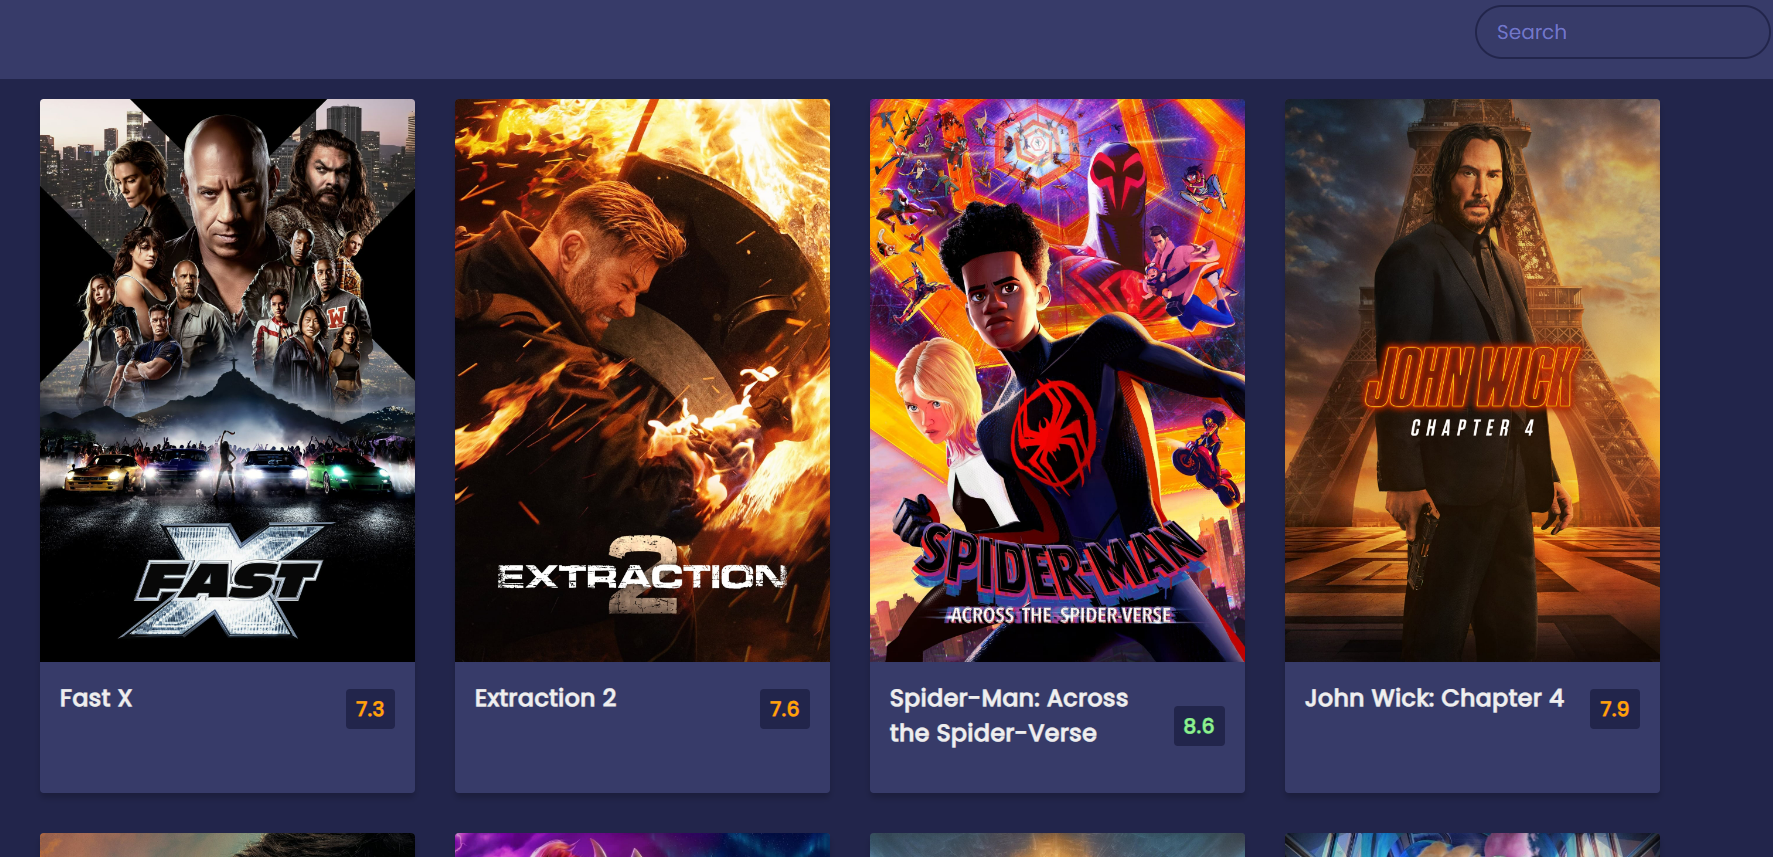 Search
FAST X
EXTRACTION
2
SPIDER-MAN
ACROSS THE SPIDER-VERSE
JOHN WICK
CHAPTER 4
Fast X
7.3
Extraction 2
7.6
Spider-Man: Across
the Spider-Verse
8.6
John Wick: Chapter 4
7.9